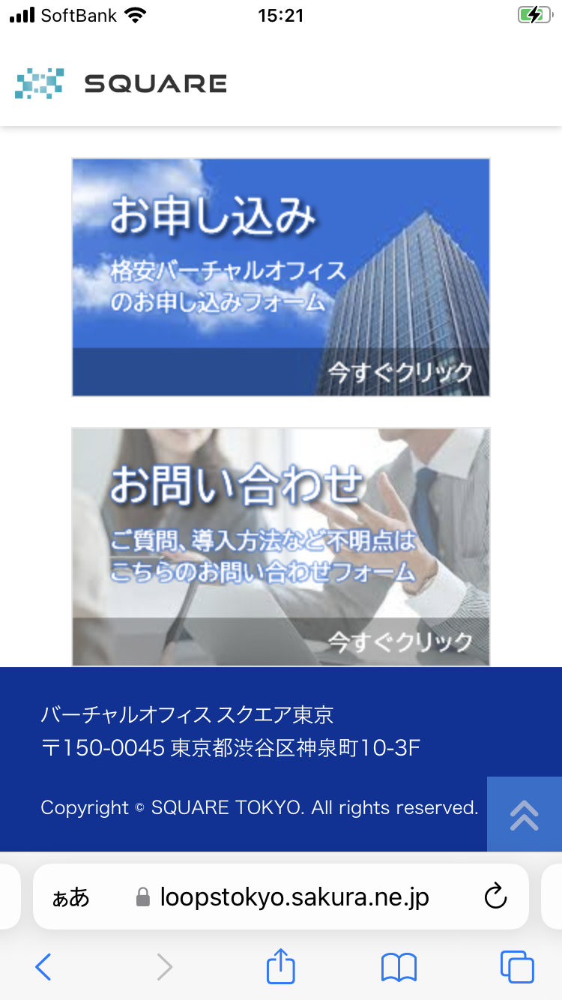 SoftBank 15:21
SQUARE
お申し込み
格安バーチャルオフィス
のお申し込みフォーム
今すぐクリック
お問い合わせ
ご質問、導入方法など不明点は
こちらのお問い合わせフォーム
今すぐクリック
バーチャルオフィス スクエア東京
〒150-0045 東京都渋谷区神泉町10-3F
Copyright © SQUARE TOKYO. All rights reserved.
ぁあ loopstokyo.sakura.ne.jp